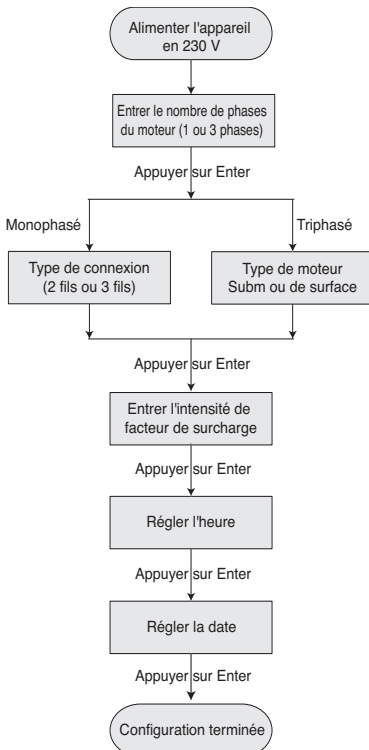 Alimenter l'appareil
en 230 V
Entrer le nombre de phases
du moteur (1 ou 3 phases)
Appuyer sur Enter
Monophasé
Triphasé
Type de connexion
(2 fils ou 3 fils)
Type de moteur
Subm ou de surface
Appuyer sur Enter
Entrer l'intensité de
facteur de surcharge
Appuyer sur Enter
Régler l'heure
Appuyer sur Enter
Régler la date
Appuyer sur Enter
Configuration terminée